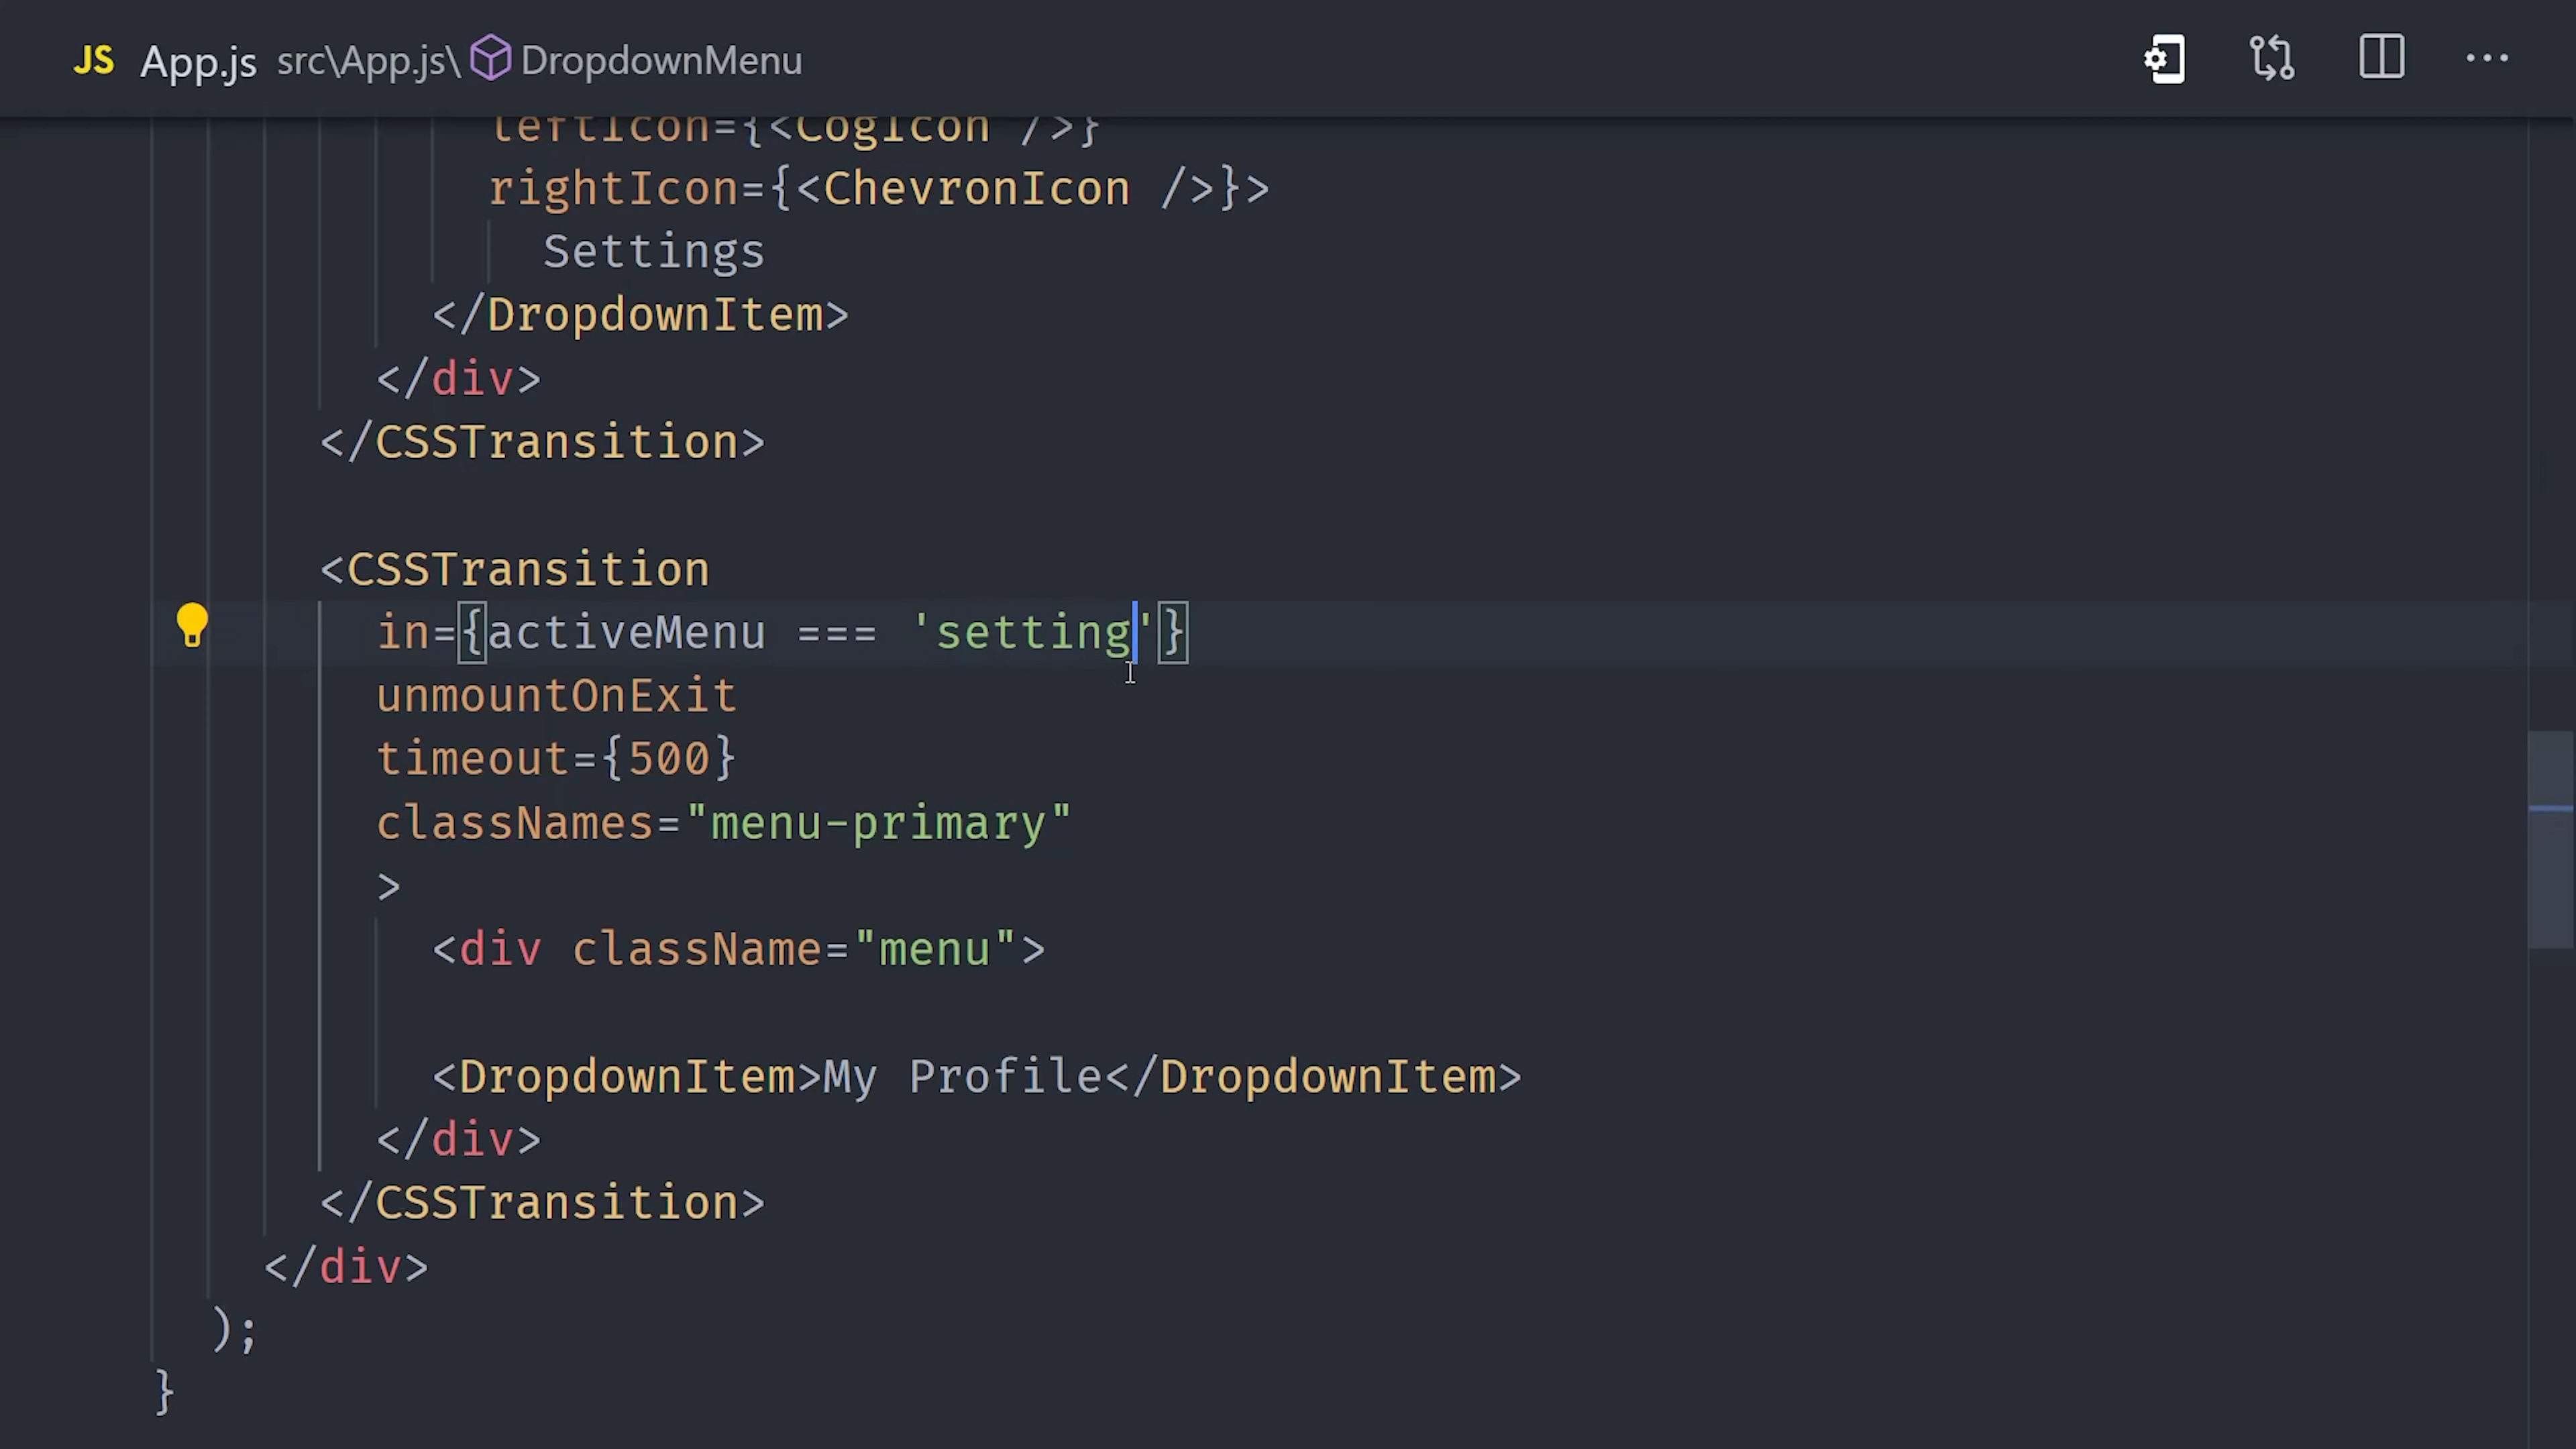 JS App.js src\App.js\ DropdownMenu
leftIcon={<CogIcon />}
rightIcon={<ChevronIcon />}>
Settings
</DropdownItem>
</div>
</CSSTransition>
<CSSTransition
in={activeMenu === 'setting'}
unmountOnExit
timeout={500}
classNames="menu-primary"
>
<div className="menu">
<DropdownItem>My Profile</DropdownItem>
</div>
</CSSTransition>
</div>
);
}